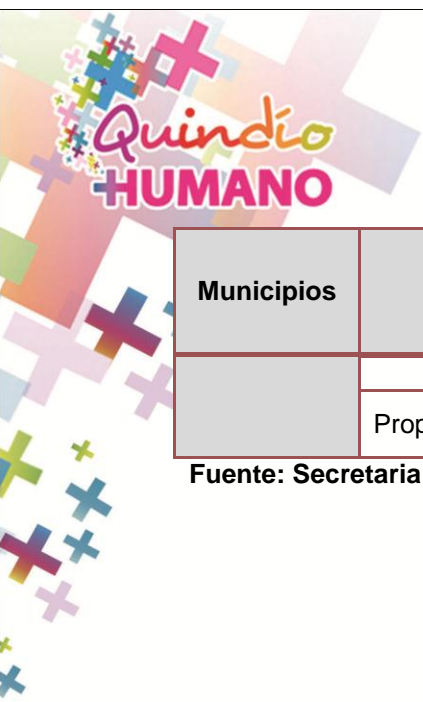 Quindío
HUMANO
Municipios
Prop
Fuente: Secretaria